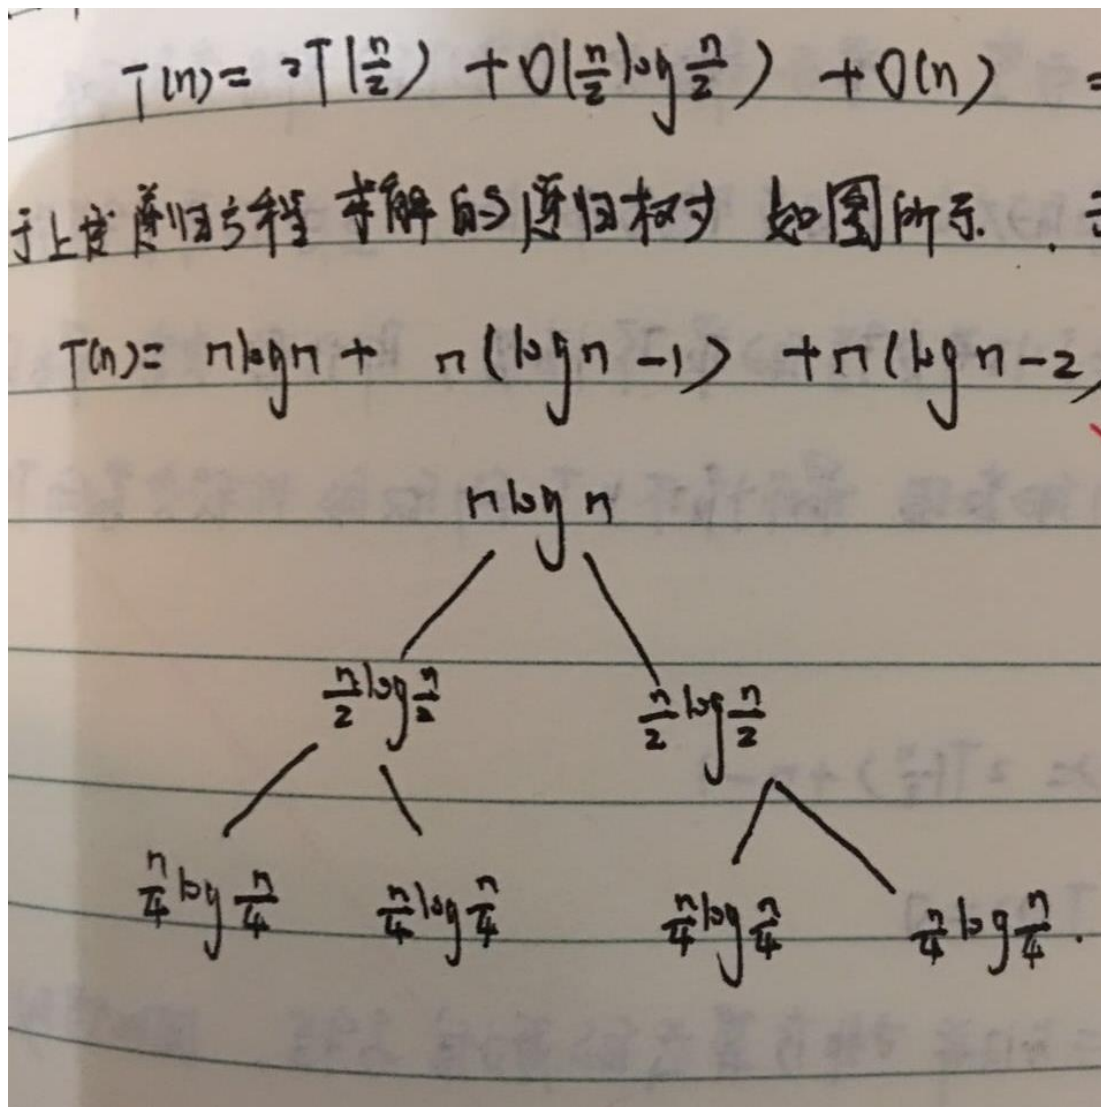 T(n) = 2T(n/2) + O(n/2 log n/2) + O(n) =
于上度递归方程求解的递归树寸 如图所示.
T(n) = nlogn + n(logn-1) + n(logn-2)
nlogn
n/2 log n/2 n/2 log n/2
n/4 log n/4 n/4 log n/4 n/4 log n/4 n/4 log n/4 .